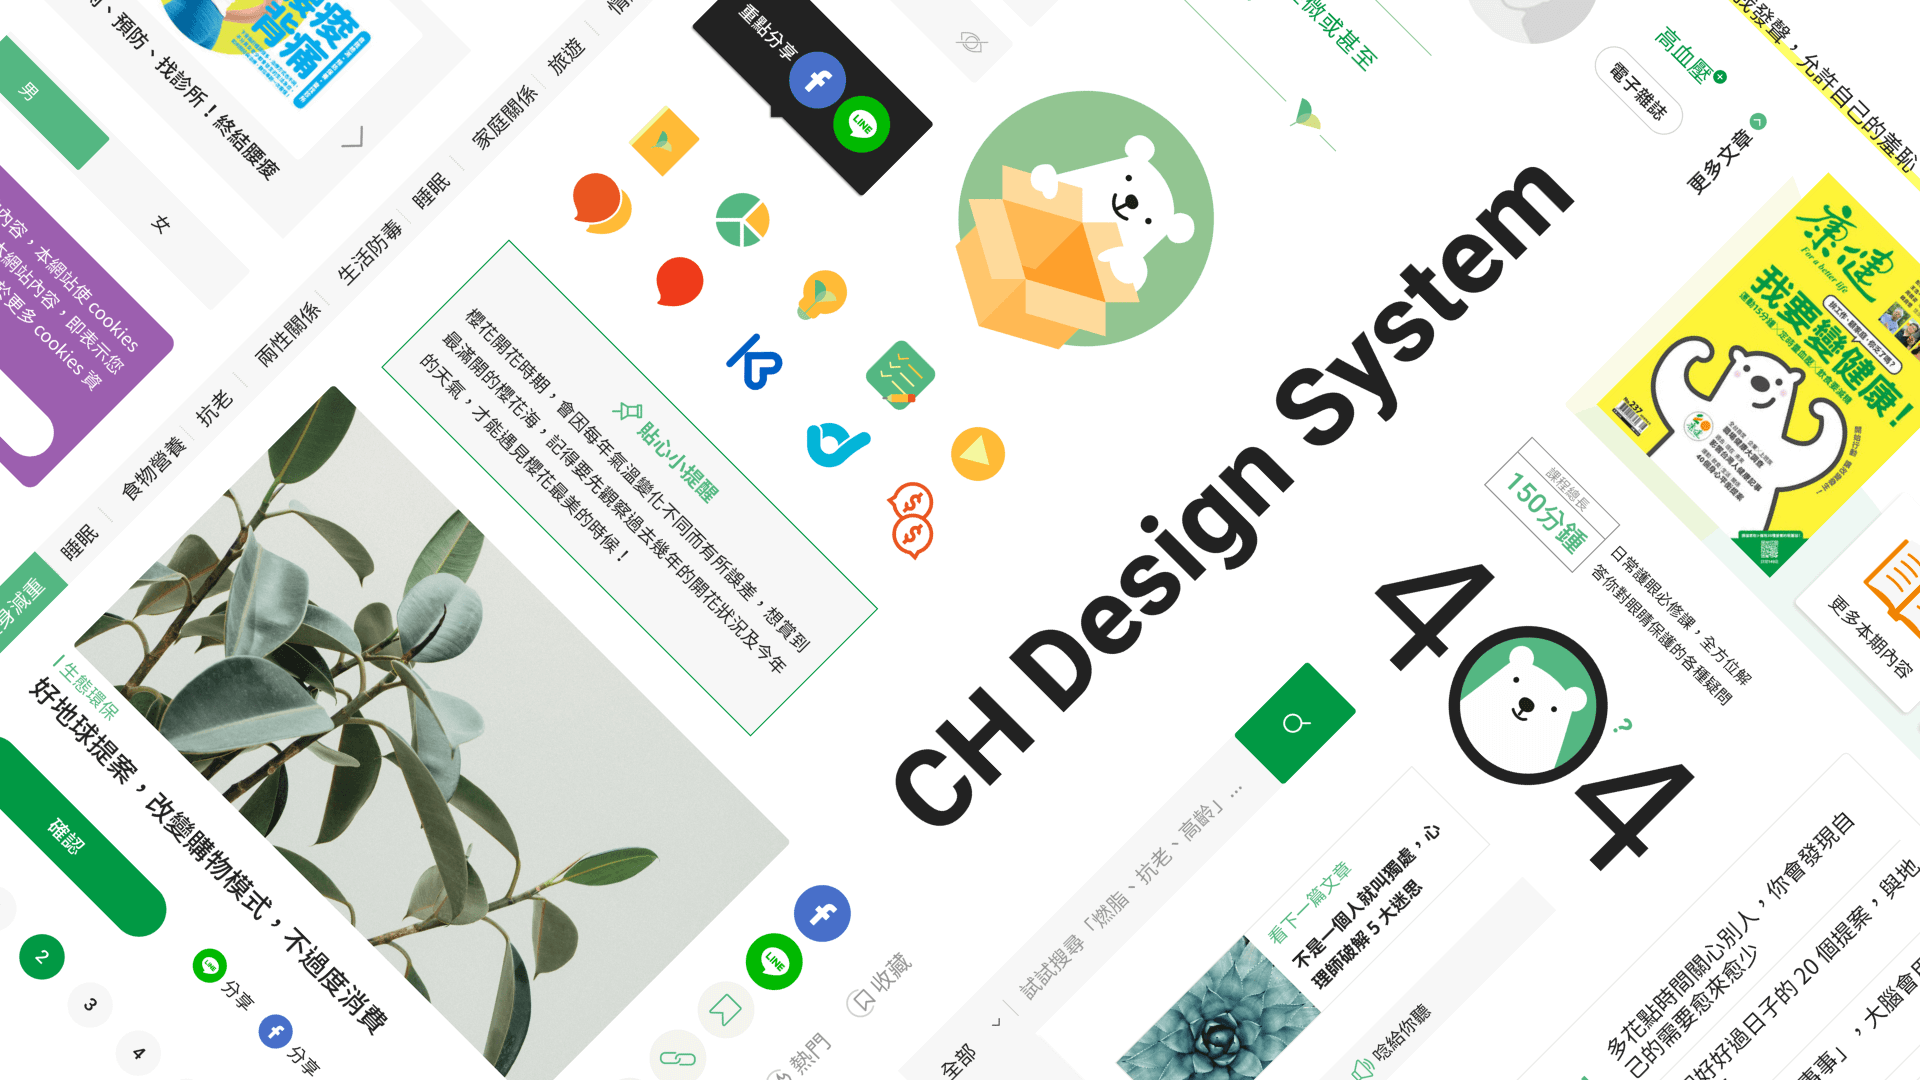 、預防、找診所！終結腰痠
腰痠
背痛
男
女
內容，本網站使 cookies
本網站內容，即表示您
更多 cookies 資
睡眠
食物營養
抗老
兩性關係
生活防毒
睡眠
家庭關係
旅遊
重點分享
LINE
貼心小提醒
櫻花開花時期，會因每年氣溫變化不同而有所誤差，想賞到
最滿開的櫻花海，記得要先觀察過去幾年的開花狀況及今年
的天氣，才能遇見櫻花最美的時候！
生態環保
好地球提案，改變購物模式，不過度消費
確認
2
3
4
LINE
分享
分享
LINE
收藏
熱門
CH Design System
微或甚至
高血壓
電子雜誌
更多文章
我發聲，允許自己的羞恥
康健
For a better life
我要變健康！
237
課程總長
150分鐘
日常護眼必修課，全方位解
答你對眼睛保護的各種疑問
更多本期內容
404
?
全部
試試搜尋「燃脂、抗老、高齡」...
看下一篇文章
不是一個人就叫獨處，心
理師破解 5 大迷思
唸給你聽
多花點時間關心別人，你會發現自
己的需要愈來愈少
好好過日子的 20 個提案，與地
事」，大腦會